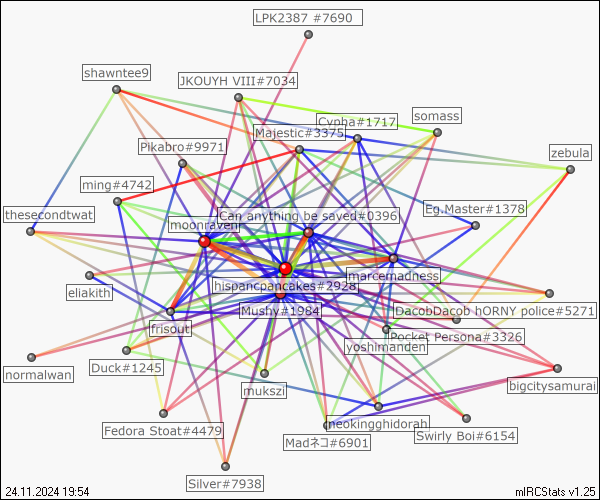 LPK2387 #7690
shawntee9
JKOUYH VIII#7034
Cypha#1717
somass
Majestic#3375
Pikabro#9971
zebula
ming#4742
thesecondtwat
Can anything be saved#0396
Eg.Master#1378
moonraven
marcemadness
eliakith
hispancpancakes#2928
Mushy#1984
DacobDacob hORNY police#5271
frisout
Pocket Persona#3326
yoshimanden
normalwan
Duck#1245
mukszi
bigcitysamurai
Fedora Stoat#4479
neokingghidorah
Swirly Boi#6154
Madネコ#6901
Silver#7938
24.11.2024 19:54
mIRCStats v1.25